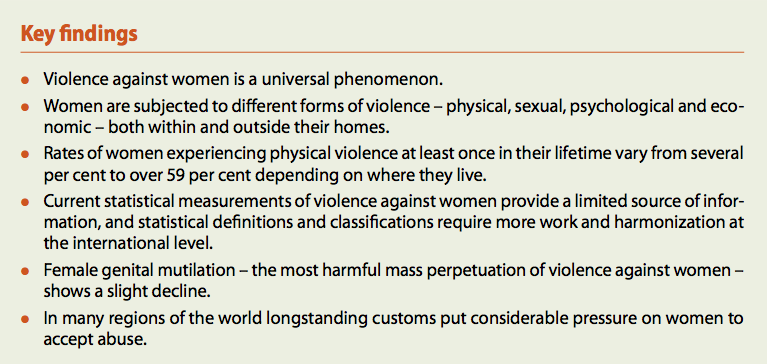 Key findings
• Violence against women is a universal phenomenon.
• Women are subjected to different forms of violence – physical, sexual, psychological and eco-
nomic – both within and outside their homes.
• Rates of women experiencing physical violence at least once in their lifetime vary from several
per cent to over 59 per cent depending on where they live.
• Current statistical measurements of violence against women provide a limited source of infor-
mation, and statistical definitions and classifications require more work and harmonization at
the international level.
• Female genital mutilation – the most harmful mass perpetuation of violence against women –
shows a slight decline.
• In many regions of the world longstanding customs put considerable pressure on women to
accept abuse.